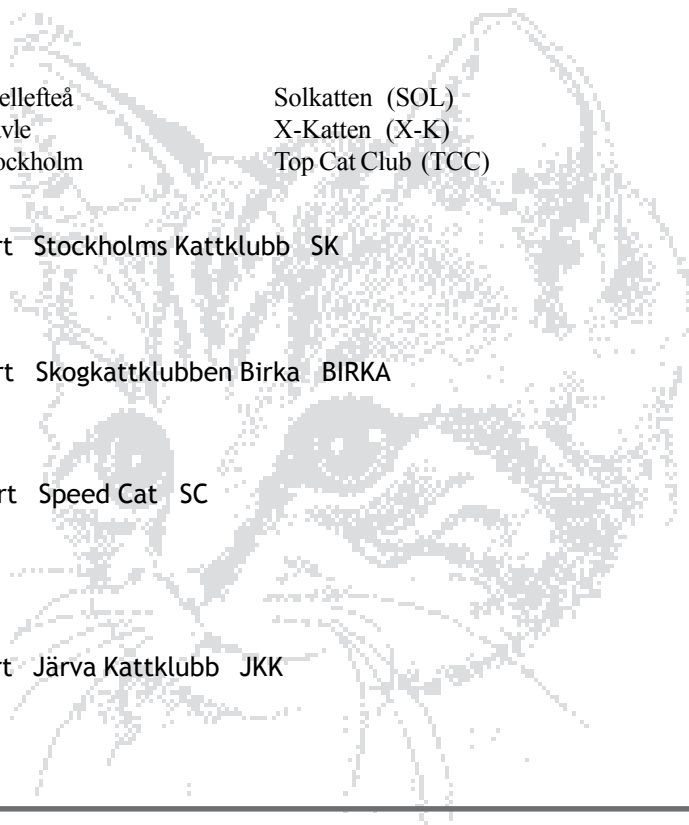 ellefteå Solkatten (SOL)
ävle X-Katten (X-K)
ockholm Top Cat Club (TCC)
rt Stockholms Kattklubb SK
rt Skogkattklubben Birka BIRKA
rt Speed Cat SC
rt Järva Kattklubb JKK